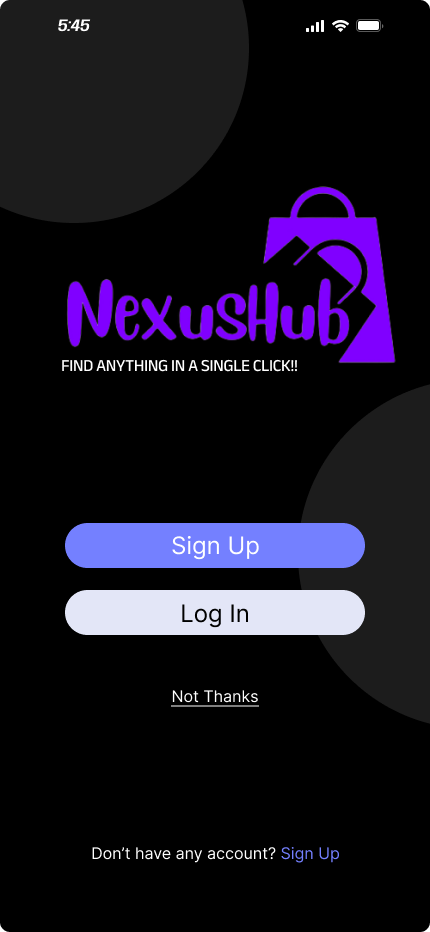 5:45
NexusHub
FIND ANYTHING IN A SINGLE CLICK!!
Sign Up
Log In
Not Thanks
Don't have any account? Sign Up